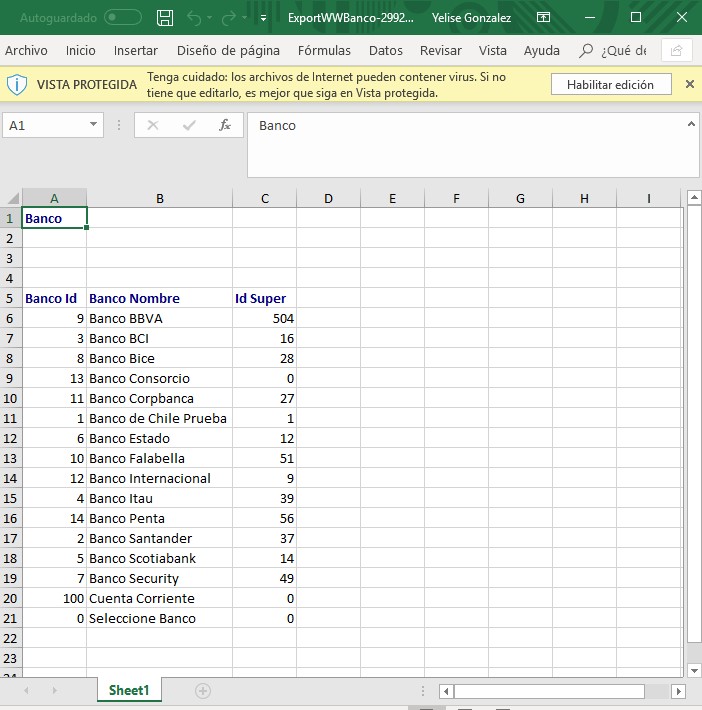 Autoguardado ExportWWBanco-2992... Yelise Gonzalez
Archivo Inicio Insertar Diseño de página Fórmulas Datos Revisar Vista Ayuda ¿Qué de
VISTA PROTEGIDA Tenga cuidado: los archivos de Internet pueden contener virus. Si no
tiene que editarlo, es mejor que siga en Vista protegida. Habilitar edición
A1 fx Banco
A B C D E F G H I
1 Banco
2
3
4
5 Banco Id Banco Nombre Id Super
6 9 Banco BBVA 504
7 3 Banco BCI 16
8 8 Banco Bice 28
9 13 Banco Consorcio 0
10 11 Banco Corpbanca 27
11 1 Banco de Chile Prueba 1
12 6 Banco Estado 12
13 10 Banco Falabella 51
14 12 Banco Internacional 9
15 4 Banco Itau 39
16 14 Banco Penta 56
17 2 Banco Santander 37
18 5 Banco Scotiabank 14
19 7 Banco Security 49
20 100 Cuenta Corriente 0
21 0 Seleccione Banco 0
22
23
Sheet1